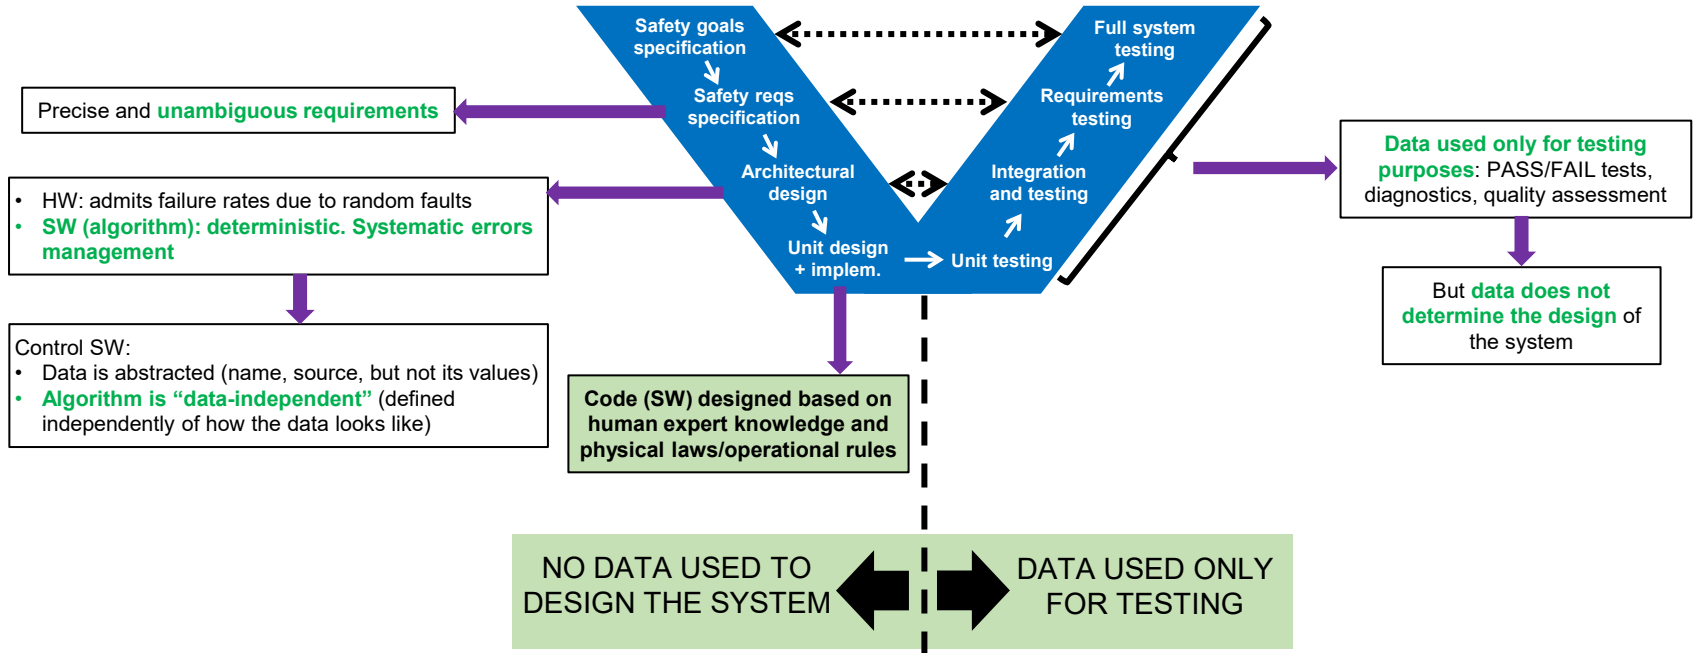 Safety goals
specification
Safety reqs
specification
Architectural
design
Unit design
+ implem.
Unit testing
Integration
and testing
Requirements
testing
Full system
testing
Precise and unambiguous requirements
• HW: admits failure rates due to random faults
• SW (algorithm): deterministic. Systematic errors
management
Control SW:
• Data is abstracted (name, source, but not its values)
• Algorithm is “data-independent” (defined
independently of how the data looks like)
Code (SW) designed based on
human expert knowledge and
physical laws/operational rules
Data used only for testing
purposes: PASS/FAIL tests,
diagnostics, quality assessment
But data does not
determine the design of
the system
NO DATA USED TO
DESIGN THE SYSTEM
DATA USED ONLY
FOR TESTING